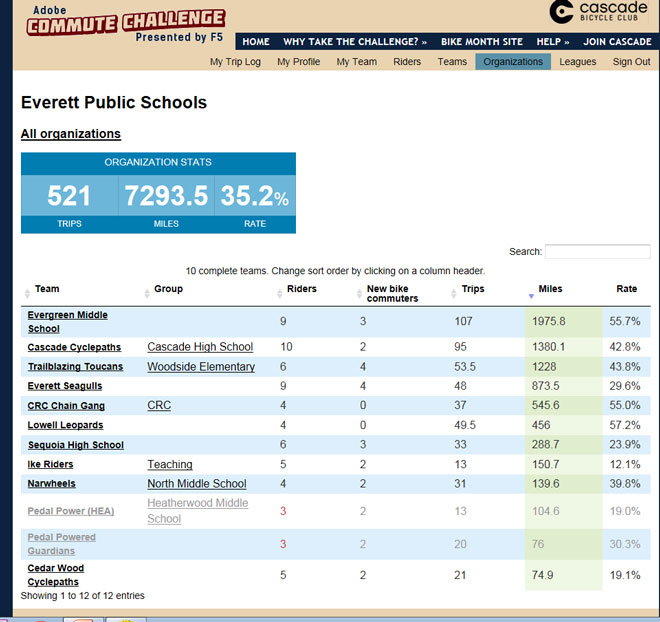 Adobe
COMMUTE CHALLENGE
Presented by F5
cascade
BICYCLE CLUB
HOME WHY TAKE THE CHALLENGE? » BIKE MONTH SITE HELP » JOIN CASCADE
My Trip Log My Profile My Team Riders Teams Organizations Leagues Sign Out
Everett Public Schools
All organizations
ORGANIZATION STATS
521 7293.5 35.2%
TRIPS MILES RATE
Search:
10 complete teams. Change sort order by clicking on a column header.
Team Group Riders New bike commuters Trips Miles Rate
Evergreen Middle School 9 3 107 1975.8 55.7%
Cascade Cyclepaths Cascade High School 10 2 95 1380.1 42.8%
Trailblazing Toucans Woodside Elementary 6 4 53.5 1228 43.8%
Everett Seagulls 9 4 48 873.5 29.6%
CRC Chain Gang CRC 4 0 37 545.6 55.0%
Lowell Leopards 4 0 49.5 456 57.2%
Sequoia High School 6 3 33 288.7 23.9%
Ike Riders Teaching 5 2 13 150.7 12.1%
Narwheels North Middle School 4 2 31 139.6 39.8%
Pedal Power (HEA) Heatherwood Middle School 3 2 13 104.6 19.0%
Pedal Powered Guardians 3 2 20 76 30.3%
Cedar Wood Cyclepaths 5 2 21 74.9 19.1%
Showing 1 to 12 of 12 entries